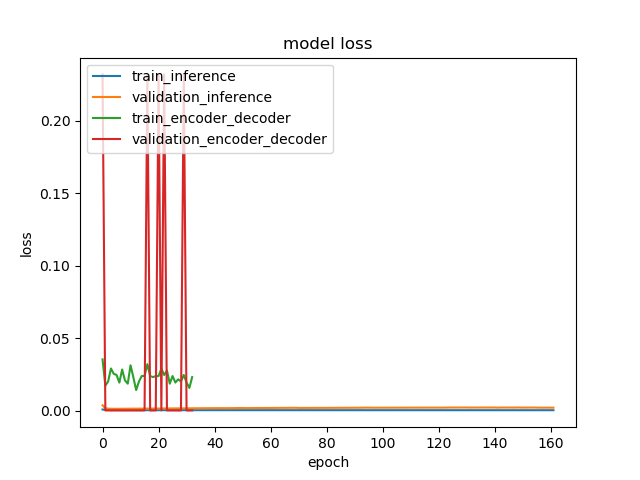 model loss
train_inference
validation_inference
train_encoder_decoder
validation_encoder_decoder
0.20
0.15
0.10
0.05
0.00
loss
0 20 40 60 80 100 120 140 160
epoch